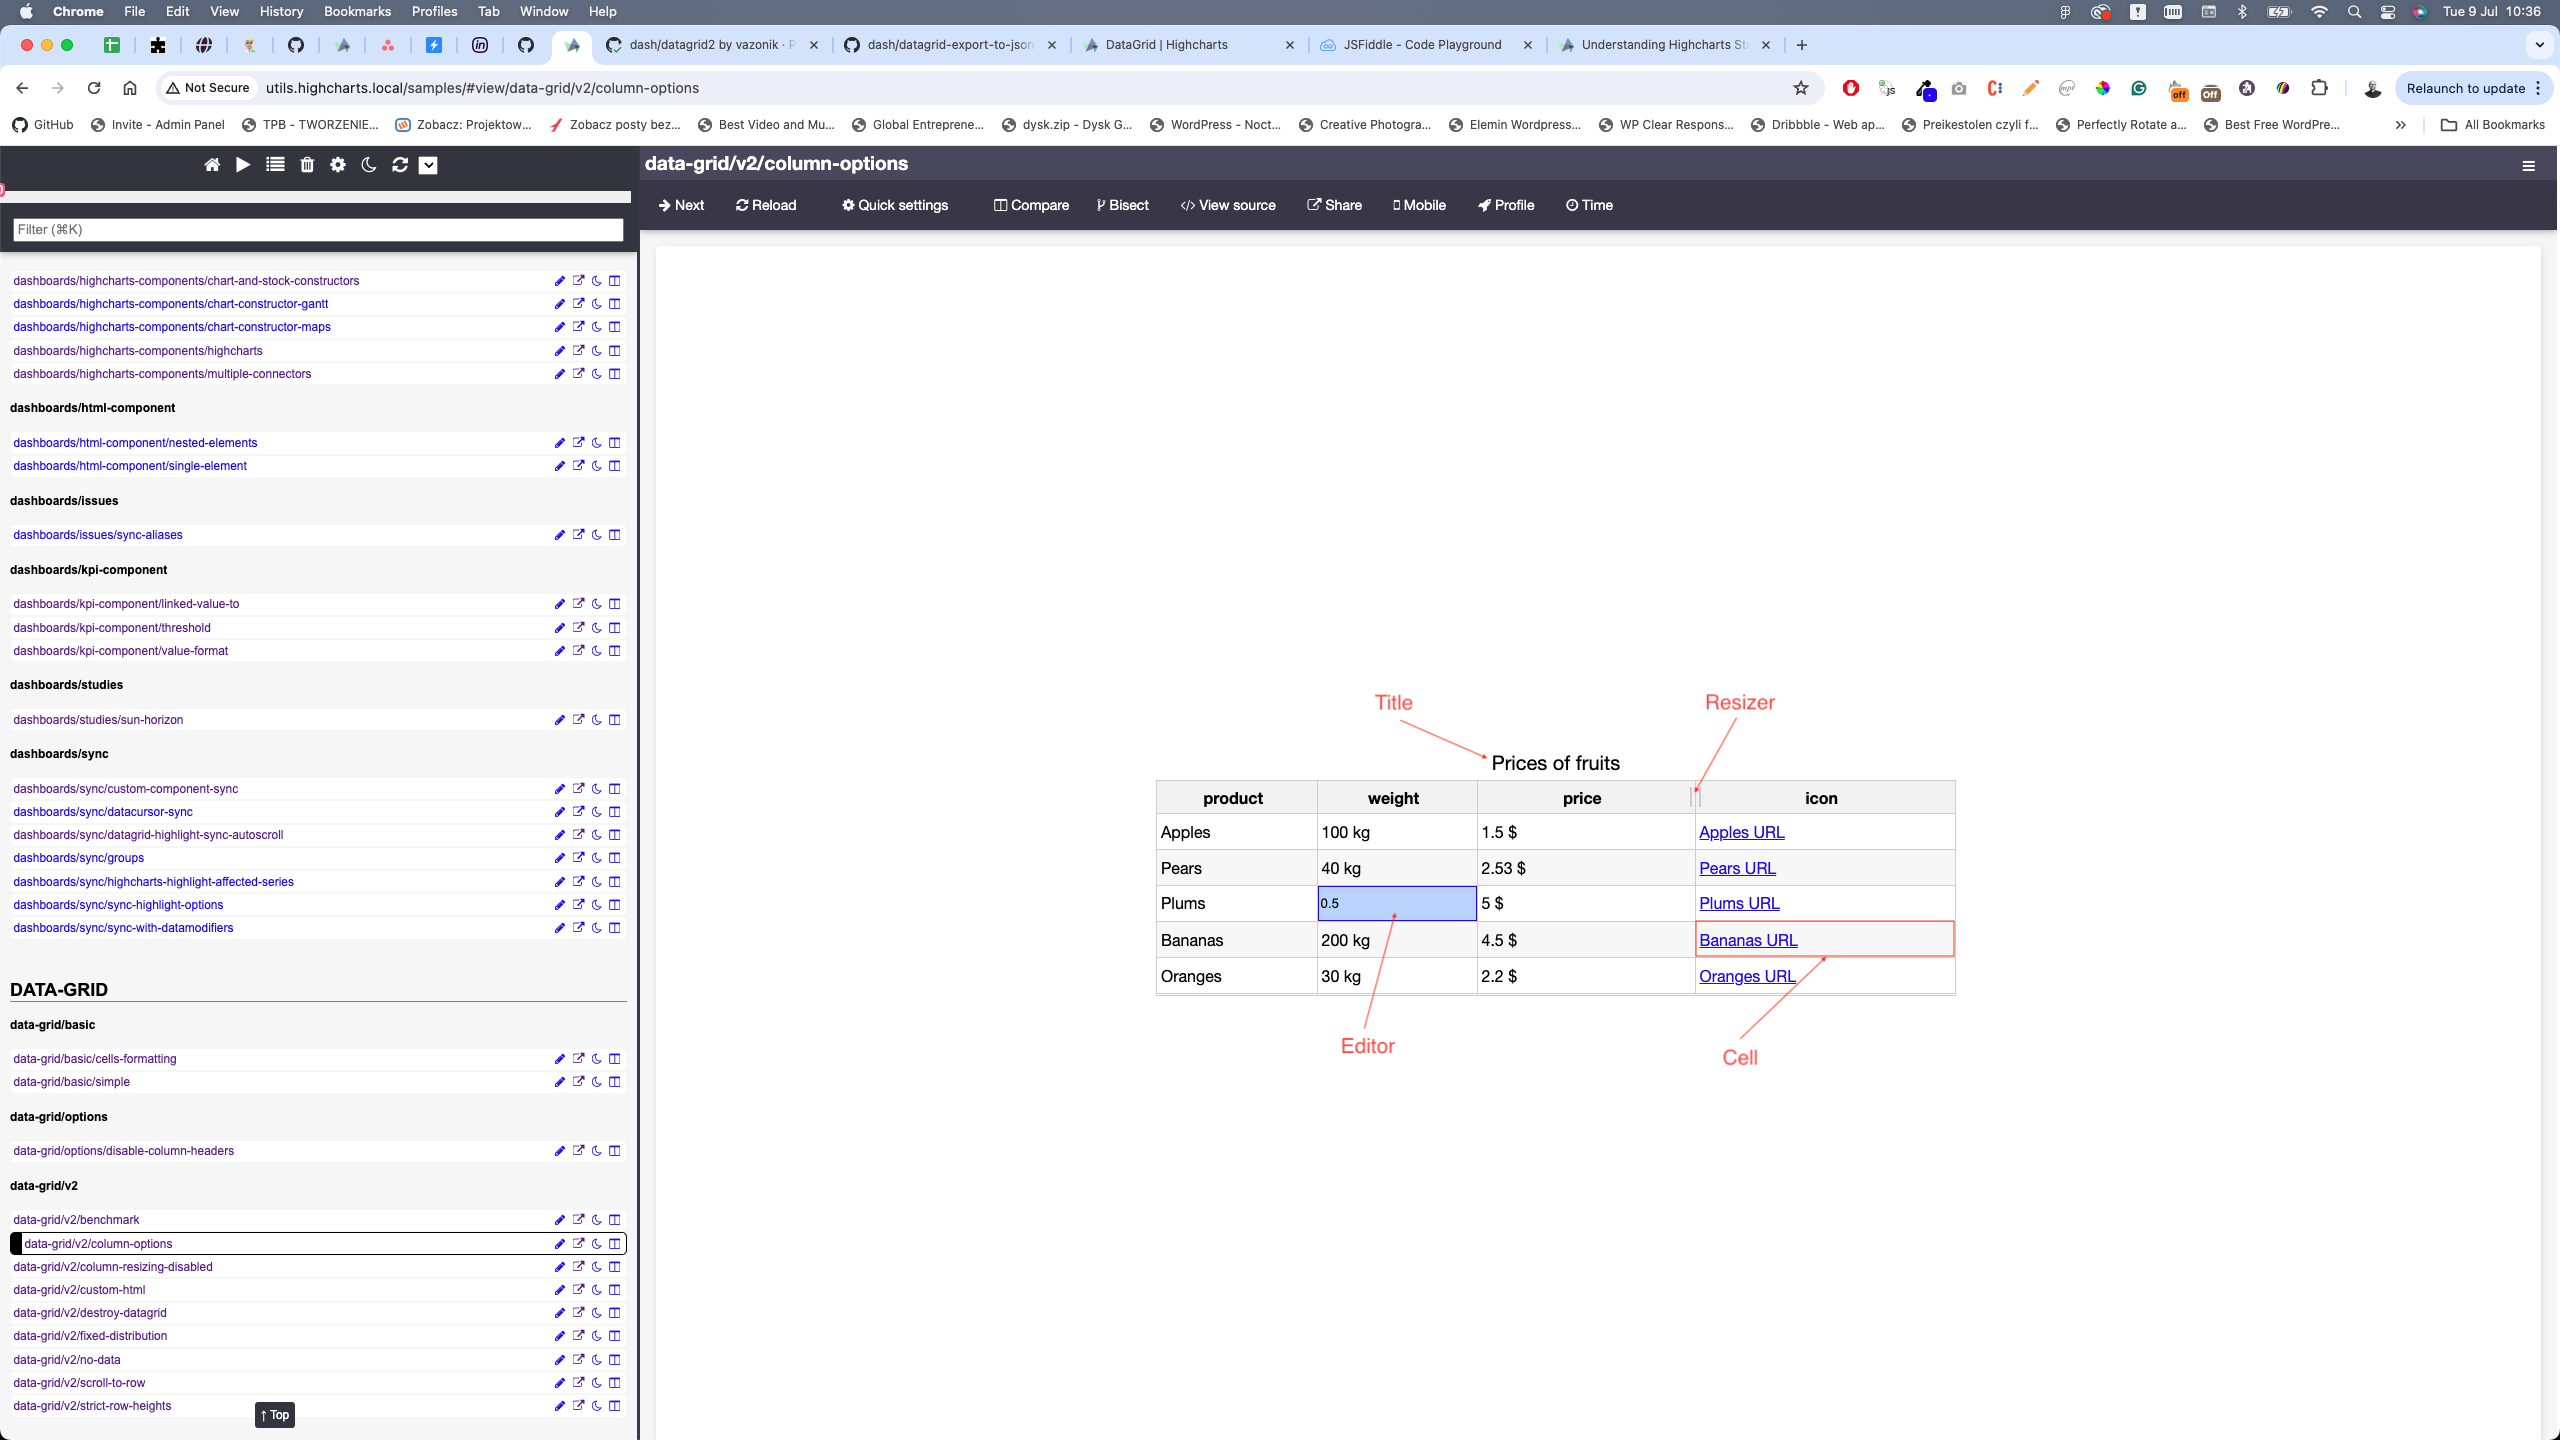 Chrome File Edit View History Bookmarks Profiles Tab Window Help Tue 9 Jul 10:36
dash/datagrid2 by vazonik · P dash/datagrid-export-to-json DataGrid | Highcharts JSFiddle - Code Playground Understanding Highcharts St
Not Secure utils.highcharts.local/samples/#view/data-grid/v2/column-options off Off Relaunch to update
GitHub Invite - Admin Panel TPB - TWORZENIE... Zobacz: Projektow... Zobacz posty bez... Best Video and Mu... Global Entreprene... dysk.zip - Dysk G... WordPress - Noct... Creative Photogra... Elemin Wordpress... WP Clear Respons... Dribbble - Web ap... Preikestolen czyli f... Perfectly Rotate a... Best Free WordPre... All Bookmarks
data-grid/v2/column-options
Next Reload Quick settings Compare Bisect View source Share Mobile Profile Time
Filter (⌘K)
dashboards/highcharts-components/chart-and-stock-constructors
dashboards/highcharts-components/chart-constructor-gantt
dashboards/highcharts-components/chart-constructor-maps
dashboards/highcharts-components/highcharts
dashboards/highcharts-components/multiple-connectors
dashboards/html-component
dashboards/html-component/nested-elements
dashboards/html-component/single-element
dashboards/issues
dashboards/issues/sync-aliases
dashboards/kpi-component
dashboards/kpi-component/linked-value-to
dashboards/kpi-component/threshold
dashboards/kpi-component/value-format
dashboards/studies
dashboards/studies/sun-horizon
dashboards/sync
dashboards/sync/custom-component-sync
dashboards/sync/datacursor-sync
dashboards/sync/datagrid-highlight-sync-autoscroll
dashboards/sync/groups
dashboards/sync/highcharts-highlight-affected-series
dashboards/sync/sync-highlight-options
dashboards/sync/sync-with-datamodifiers
DATA-GRID
data-grid/basic
data-grid/basic/cells-formatting
data-grid/basic/simple
data-grid/options
data-grid/options/disable-column-headers
data-grid/v2
data-grid/v2/benchmark
data-grid/v2/column-options
data-grid/v2/column-resizing-disabled
data-grid/v2/custom-html
data-grid/v2/destroy-datagrid
data-grid/v2/fixed-distribution
data-grid/v2/no-data
data-grid/v2/scroll-to-row
data-grid/v2/strict-row-heights
↑ Top
Title Resizer
Prices of fruits
product weight price icon
Apples 100 kg 1.5 $ Apples URL
Pears 40 kg 2.53 $ Pears URL
Plums 0.5 5 $ Plums URL
Bananas 200 kg 4.5 $ Bananas URL
Oranges 30 kg 2.2 $ Oranges URL
Editor Cell